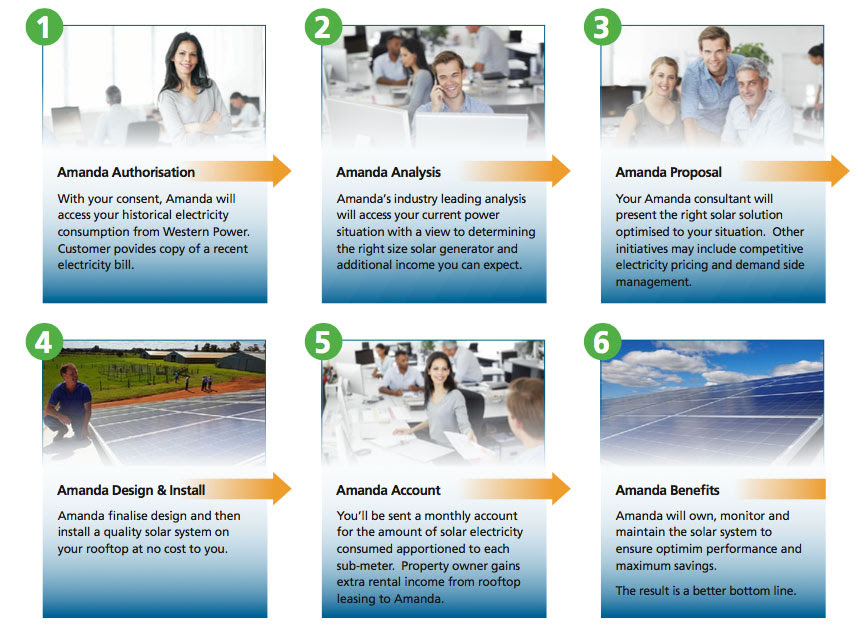 1
Amanda Authorisation
With your consent, Amanda will
access your historical electricity
consumption from Western Power.
Customer povides copy of a recent
electricity bill.
2
Amanda Analysis
Amanda's industry leading analysis
will access your current power
situation with a view to determining
the right size solar generator and
additional income you can expect.
3
Amanda Proposal
Your Amanda consultant will
present the right solar solution
optimised to your situation. Other
initiatives may include competitive
electricity pricing and demand side
management.
4
Amanda Design & Install
Amanda finalise design and then
install a quality solar system on
your rooftop at no cost to you.
5
Amanda Account
You'll be sent a monthly account
for the amount of solar electricity
consumed apportioned to each
sub-meter. Property owner gains
extra rental income from rooftop
leasing to Amanda.
6
Amanda Benefits
Amanda will own, monitor and
maintain the solar system to
ensure optimim performance and
maximum savings.
The result is a better bottom line.